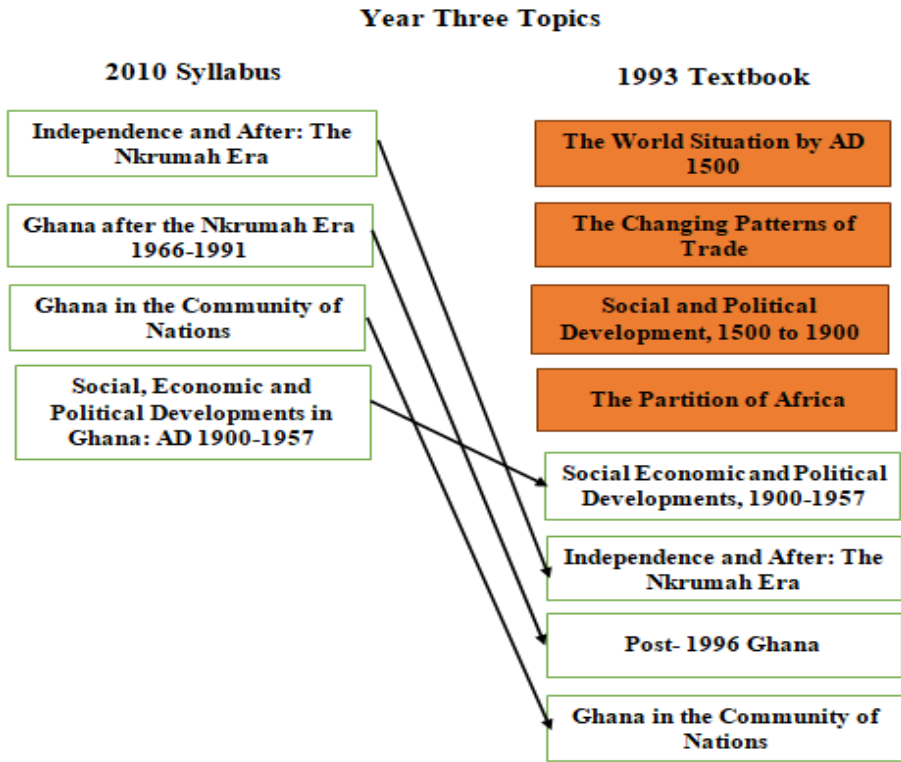 Year Three Topics
2010 Syllabus
Independence and After: The
Nkrumah Era
Ghana after the Nkrumah Era
1966-1991
Ghana in the Community of
Nations
Social, Economic and
Political Developments in
Ghana: AD 1900-1957
1993 Textbook
The World Situation by AD
1500
The Changing Patterns of
Trade
Social and Political
Development, 1500 to 1900
The Partition of Africa
Social Economic and Political
Developments, 1900-1957
Independence and After: The
Nkrumah Era
Post- 1996 Ghana
Ghana in the Community of
Nations